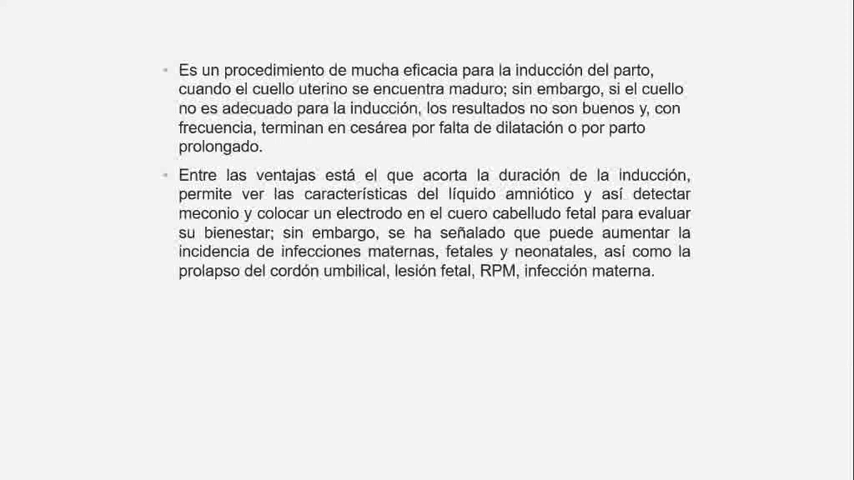 Es un procedimiento de mucha eficacia para la inducción del parto,
cuando el cuello uterino se encuentra maduro; sin embargo, si el cuello
no es adecuado para la inducción, los resultados no son buenos y, con
frecuencia, terminan en cesárea por falta de dilatación o por parto
prolongado.
Entre las ventajas está el que acorta la duración de la inducción,
permite ver las características del líquido amniótico y así detectar
meconio y colocar un electrodo en el cuero cabelludo fetal para evaluar
su bienestar; sin embargo, se ha señalado que puede aumentar la
incidencia de infecciones maternas, fetales y neonatales, así como la
prolapso del cordón umbilical, lesión fetal, RPM, infección materna.